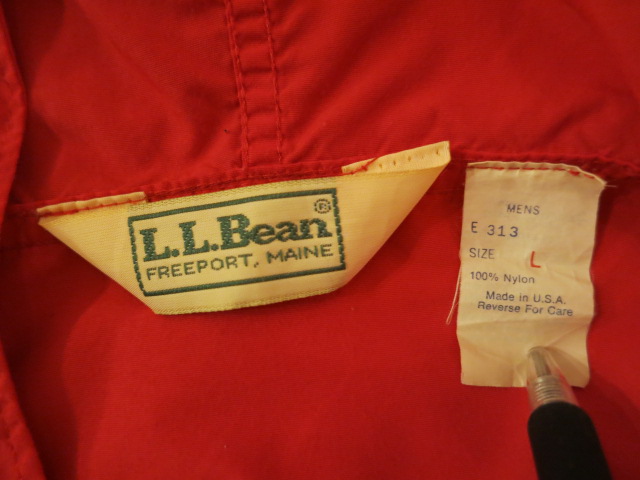 L.L.Bean®
FREEPORT, MAINE
MENS
E 313
SIZE L
100% Nylon
Made in U.S.A.
Reverse For Care